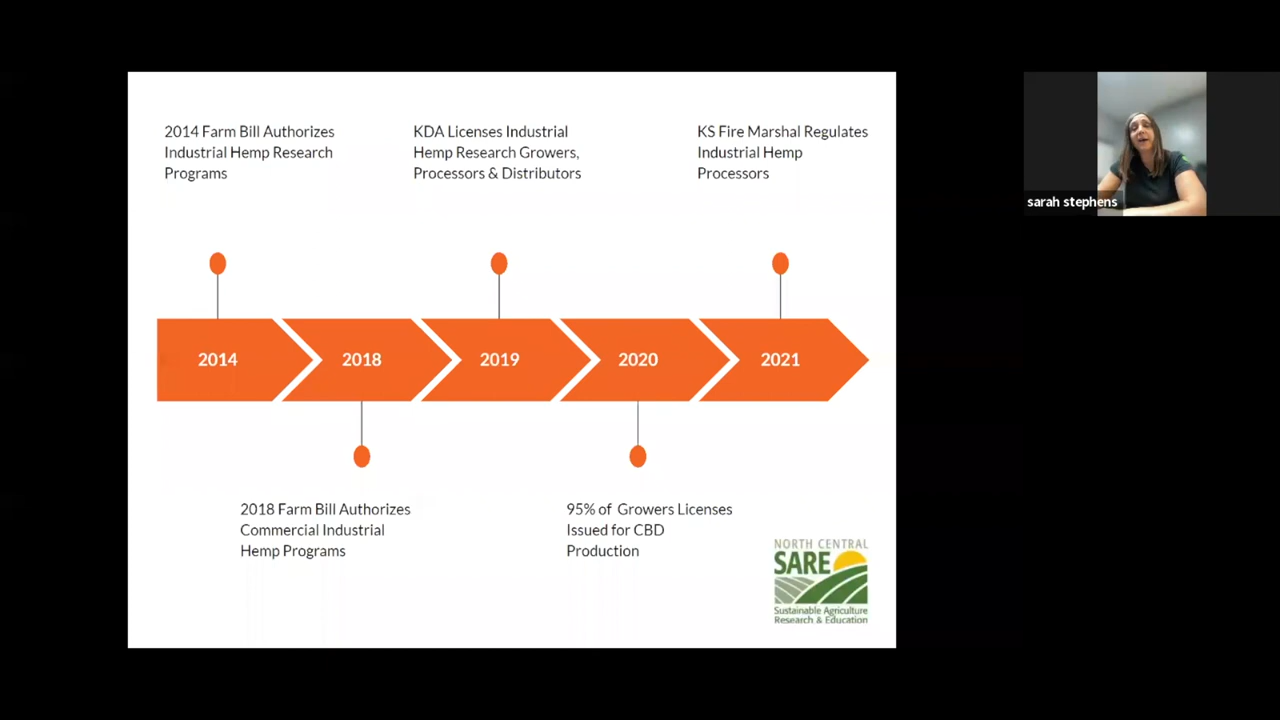 2014 Farm Bill Authorizes
Industrial Hemp Research
Programs
KDA Licenses Industrial
Hemp Research Growers,
Processors & Distributors
KS Fire Marshal Regulates
Industrial Hemp
Processors
sarah stephens
2014
2018
2019
2020
2021
2018 Farm Bill Authorizes
Commercial Industrial
Hemp Programs
95% of Growers Licenses
Issued for CBD
Production
NORTH CENTRAL
SARE
Sustainable Agriculture
Research & Education